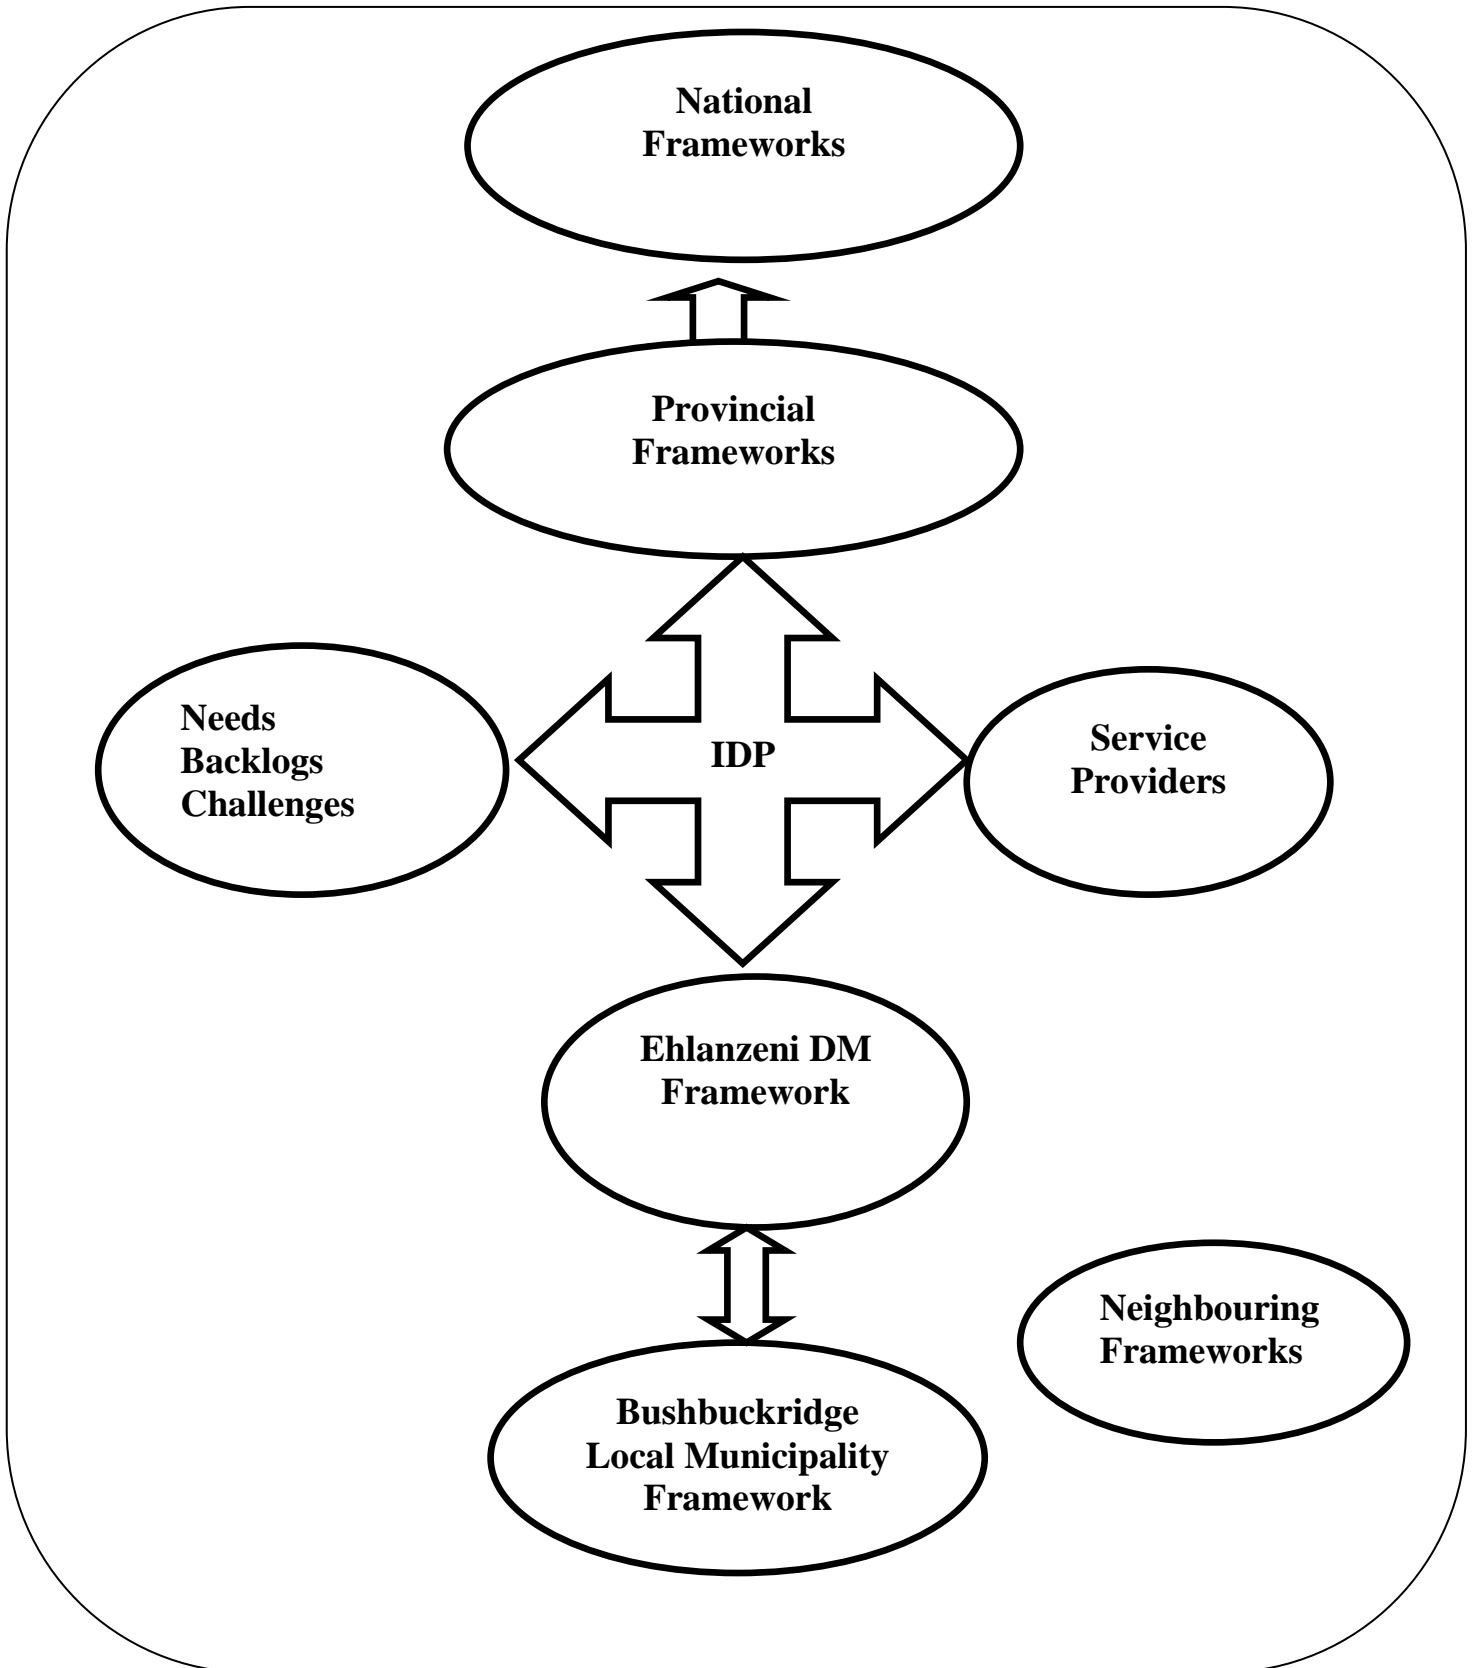 National
Frameworks
Provincial
Frameworks
Needs
Backlogs
Challenges
IDP
Service
Providers
Ehlanzeni DM
Framework
Neighbouring
Frameworks
Bushbuckridge
Local Municipality
Framework